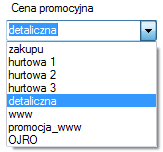 Cena promocyjna
detaliczna
zakupu
hurtowa 1
hurtowa 2
hurtowa 3
detaliczna
www
promocja_www
OJRO